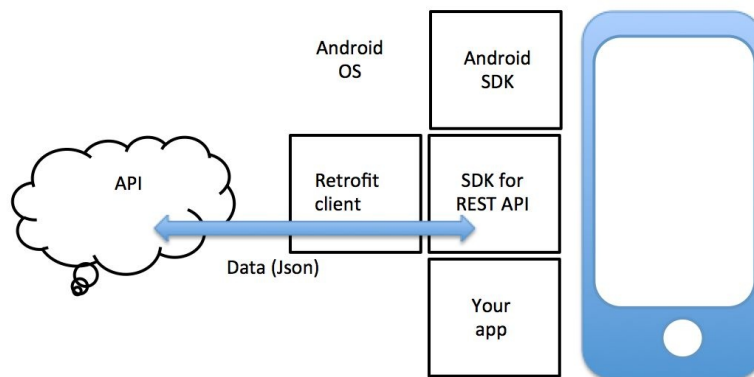 Android
OS
Android
SDK
API
Retrofit
client
SDK for
REST API
Data (Json)
Your
app